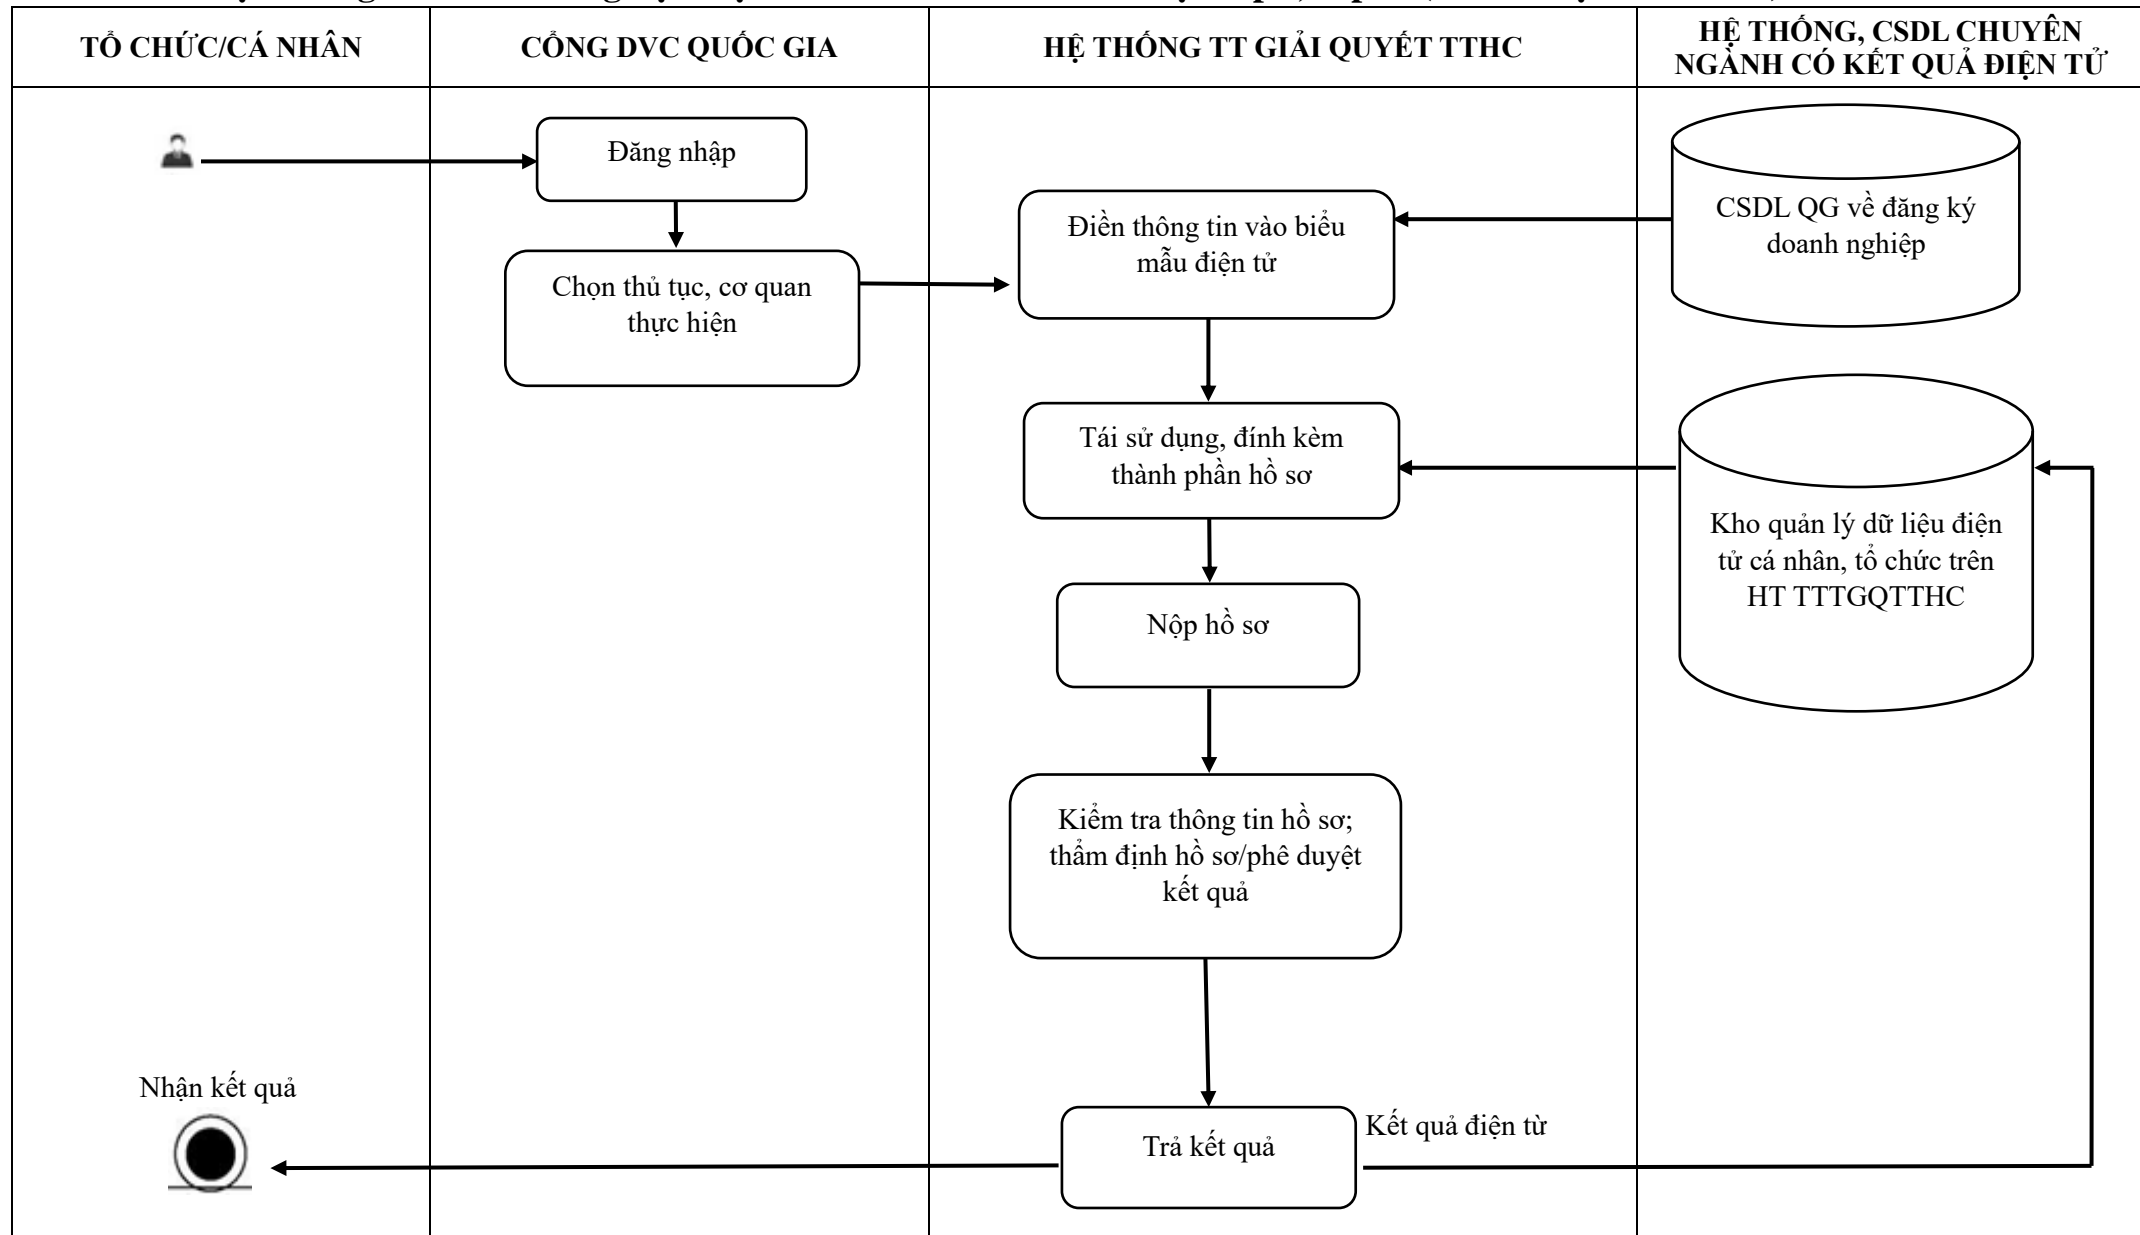 TỔ CHỨC/CÁ NHÂN
CỔNG DVC QUỐC GIA
HỆ THỐNG TT GIẢI QUYẾT TTHC
HỆ THỐNG, CSDL CHUYÊN
NGÀNH CÓ KẾT QUẢ ĐIỆN TỬ
Đăng nhập
Chọn thủ tục, cơ quan
thực hiện
Điền thông tin vào biểu
mẫu điện tử
CSDL QG về đăng ký
doanh nghiệp
Tái sử dụng, đính kèm
thành phần hồ sơ
Kho quản lý dữ liệu điện
tử cá nhân, tổ chức trên
HT TTTGQTTHC
Nộp hồ sơ
Kiểm tra thông tin hồ sơ;
thẩm định hồ sơ/phê duyệt
kết quả
Nhận kết quả
Trả kết quả
Kết quả điện từ